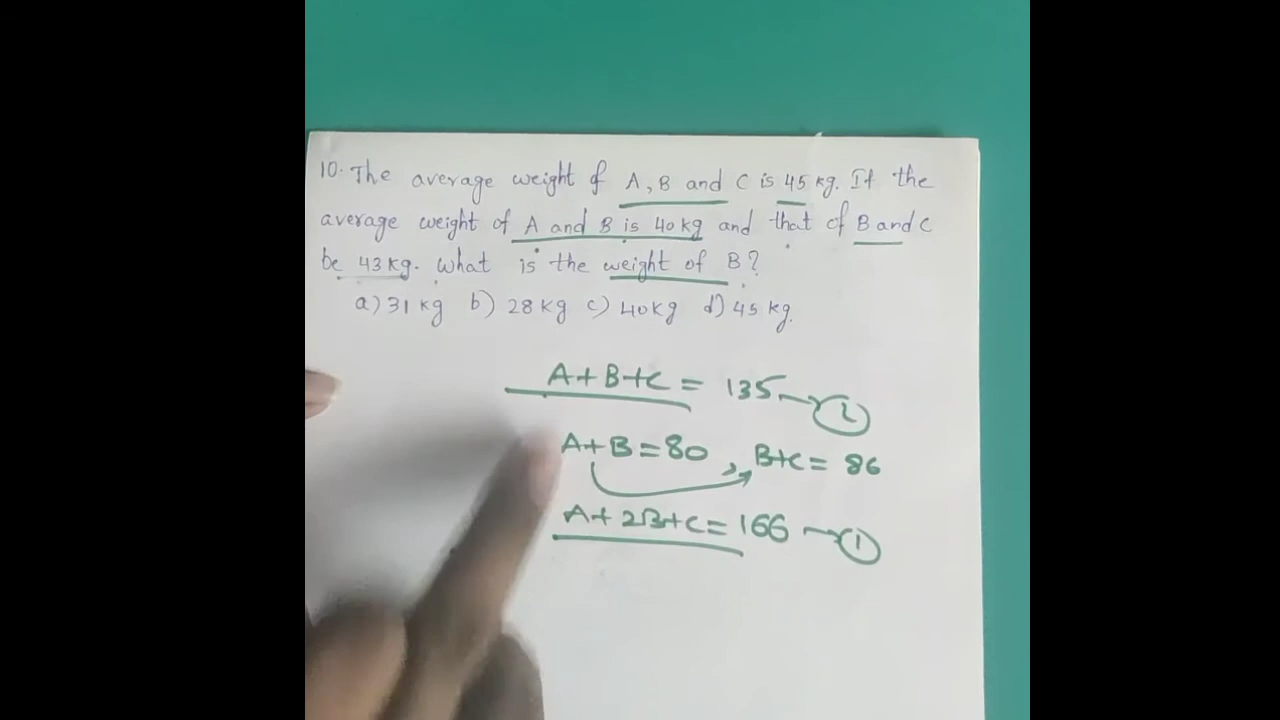 10. The average weight of A, B and C is 45 kg. If the
average weight of A and B is 40 kg and that of B and C
be 43 kg. What is the weight of B?
a) 31 kg b) 28 kg c) 40 kg d) 45 kg.
A+B+C = 135 → 2
A+B = 80, B+C = 86
A+2B+C = 166 → 1